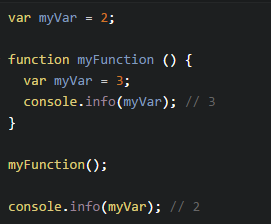 var myVar = 2;
function myFunction () {
  var myVar = 3;
  console.info(myVar); // 3
}
myFunction();
console.info(myVar); // 2